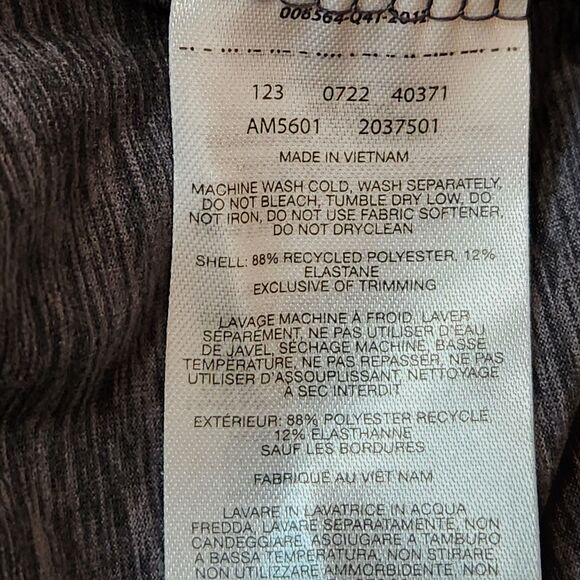 008564-Q41-2011
123 0722 40371
AM5601 2037501
MADE IN VIETNAM
MACHINE WASH COLD, WASH SEPARATELY,
DO NOT BLEACH, TUMBLE DRY LOW, DO
NOT IRON, DO NOT USE FABRIC SOFTENER,
DO NOT DRYCLEAN
SHELL: 88% RECYCLED POLYESTER, 12%
ELASTANE
EXCLUSIVE OF TRIMMING
LAVAGE MACHINE À FROID, LAVER
SÉPARÉMENT, NE PAS UTILISER D'EAU
DE JAVEL, SÉCHAGE MACHINE, BASSE
TEMPÉRATURE, NE PAS REPASSER, NE PAS
UTILISER D'ASSOUPLISSANT, NETTOYAGE
À SEC INTERDIT
EXTÉRIEUR: 88% POLYESTER RECYCLÉ,
12% ÉLASTHANNE
SAUF LES BORDURES
FABRIQUÉ AU VIÊT NAM
LAVARE IN LAVATRICE IN ACQUA
FREDDA, LAVARE SEPARATAMENTE, NON
CANDEGGIARE, ASCIUGARE A TAMBURO
A BASSA TEMPERATURA, NON STIRARE,
NON UTILIZZARE AMMORBIDENTE, NON